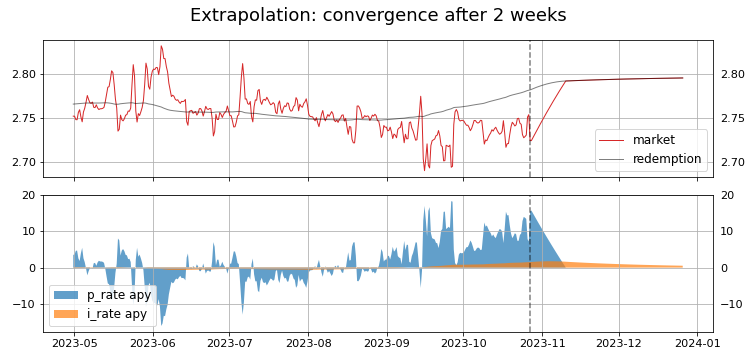 Extrapolation: convergence after 2 weeks
2.80 2.80
2.75 2.75
2.70 2.70
market
redemption
20 20
10 10
0 0
−10 −10
p_rate apy
i_rate apy
2023-05 2023-06 2023-07 2023-08 2023-09 2023-10 2023-11 2023-12 2024-01